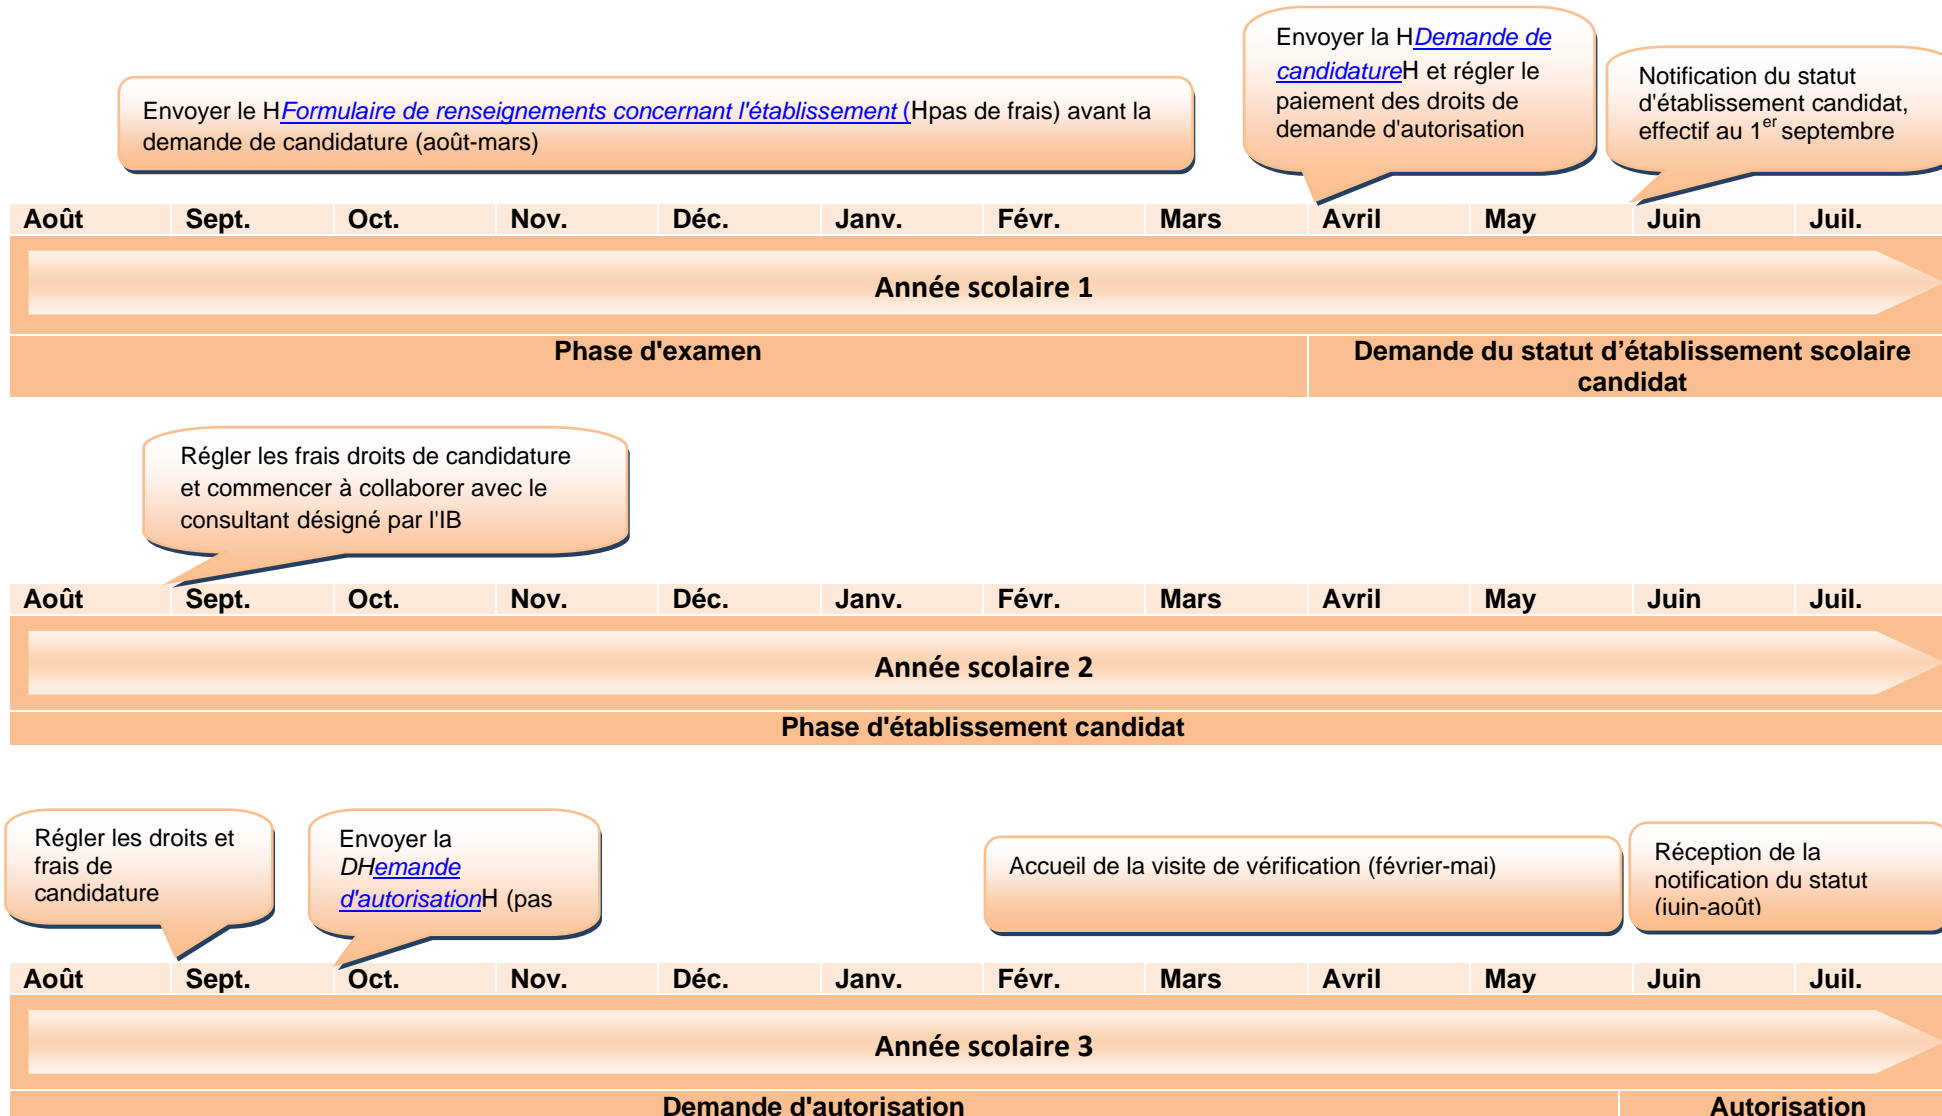 Envoyer la HDemande de
candidatureH et régler le
paiement des droits de
demande d'autorisation
Notification du statut
d'établissement candidat,
effectif au 1er septembre
Envoyer le HFormulaire de renseignements concernant l'établissement (Hpas de frais) avant la
demande de candidature (août-mars)
Août Sept. Oct. Nov. Déc. Janv. Févr. Mars Avril May Juin Juil.
Année scolaire 1
Phase d'examen
Demande du statut d’établissement scolaire
candidat
Régler les frais droits de candidature
et commencer à collaborer avec le
consultant désigné par l'IB
Août Sept. Oct. Nov. Déc. Janv. Févr. Mars Avril May Juin Juil.
Année scolaire 2
Phase d'établissement candidat
Régler les droits et
frais de
candidature
Envoyer la
DHemande
d'autorisationH (pas
Accueil de la visite de vérification (février-mai)
Réception de la
notification du statut
(juin-août)
Août Sept. Oct. Nov. Déc. Janv. Févr. Mars Avril May Juin Juil.
Année scolaire 3
Demande d'autorisation
Autorisation